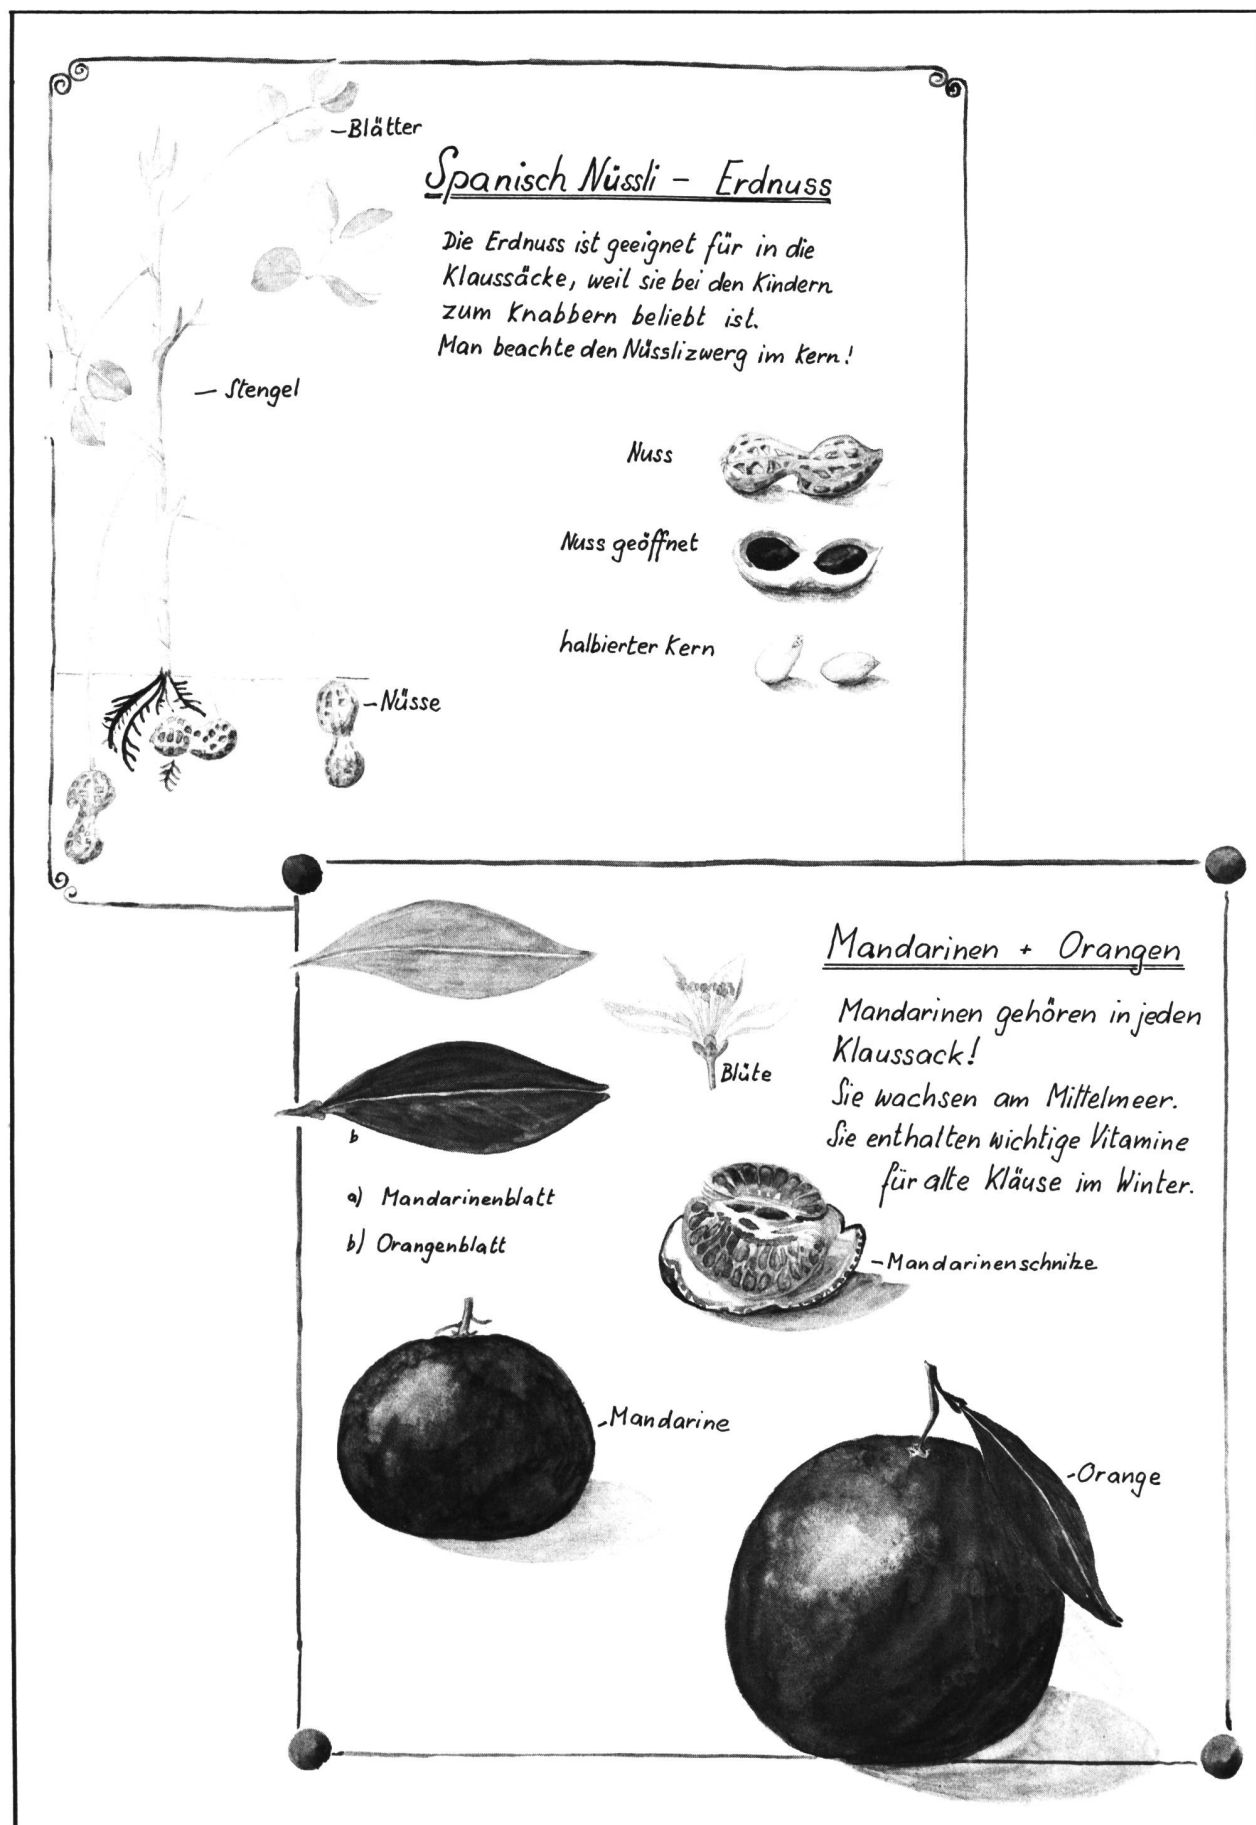 Blätter
Spanisch Nüssli - Erdnuss
Die Erdnuss ist geeignet für in die
Klaussäcke, weil sie bei den Kindern
zum Knabbern beliebt ist.
Man beachte den Nüsslizwerg im Kern!
Stengel
Nuss
Nuss geöffnet
halbierter Kern
Nüsse
Mandarinen + Orangen
Mandarinen gehören in jeden
Klaussack!
Sie wachsen am Mittelmeer.
Sie enthalten wichtige Vitamine
für alte Kläuse im Winter.
Blüte
b
a) Mandarinenblatt
b) Orangenblatt
Mandarinenschnitze
Mandarine
Orange